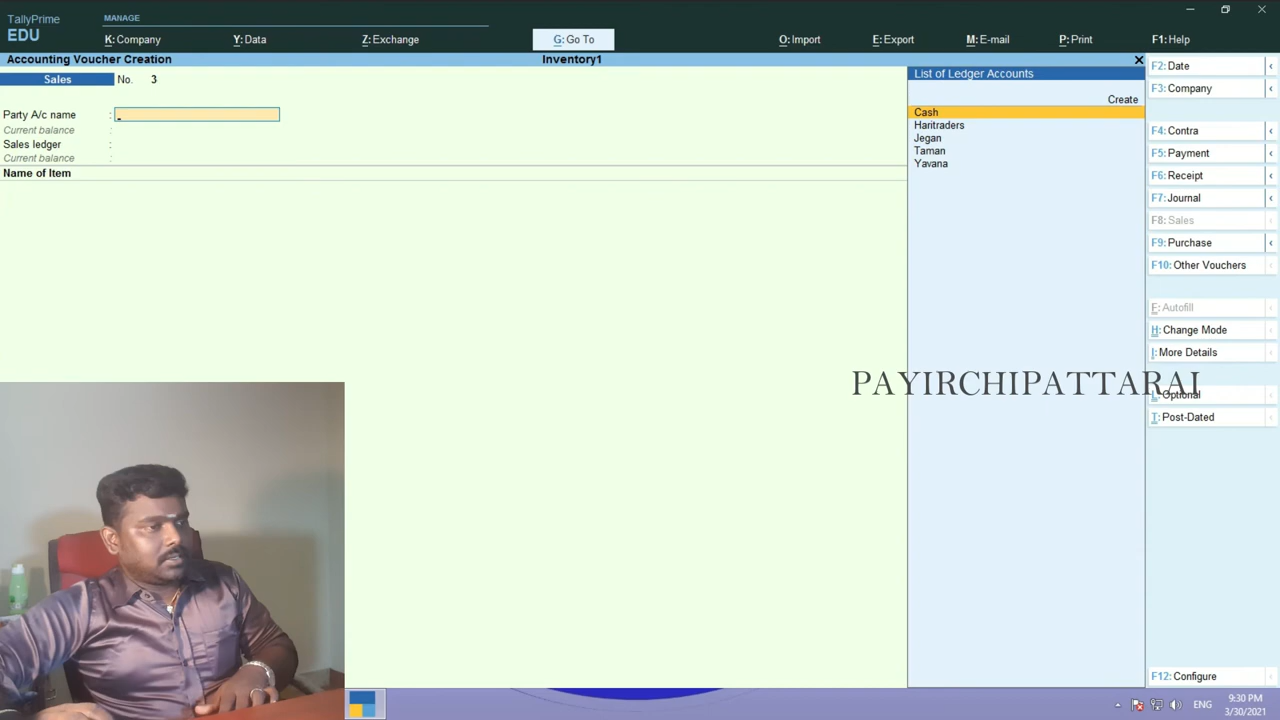 TallyPrime
EDU
MANAGE
K: Company
Y: Data
Z: Exchange
G: Go To
O: Import
E: Export
M: E-mail
P: Print
F1: Help
Accounting Voucher Creation
Inventory1
Sales
No. 3
Party A/c name :
Current balance :
Sales ledger :
Current balance :
Name of Item
List of Ledger Accounts
Create
Cash
Haritraders
Jegan
Taman
Yavana
F2: Date
F3: Company
F4: Contra
F5: Payment
F6: Receipt
F7: Journal
F8: Sales
F9: Purchase
F10: Other Vouchers
F: Autofill
H: Change Mode
I: More Details
L: Optional
T: Post-Dated
PAYIRCHIPATTARAI
F12: Configure
ENG
9:30 PM
3/30/2021